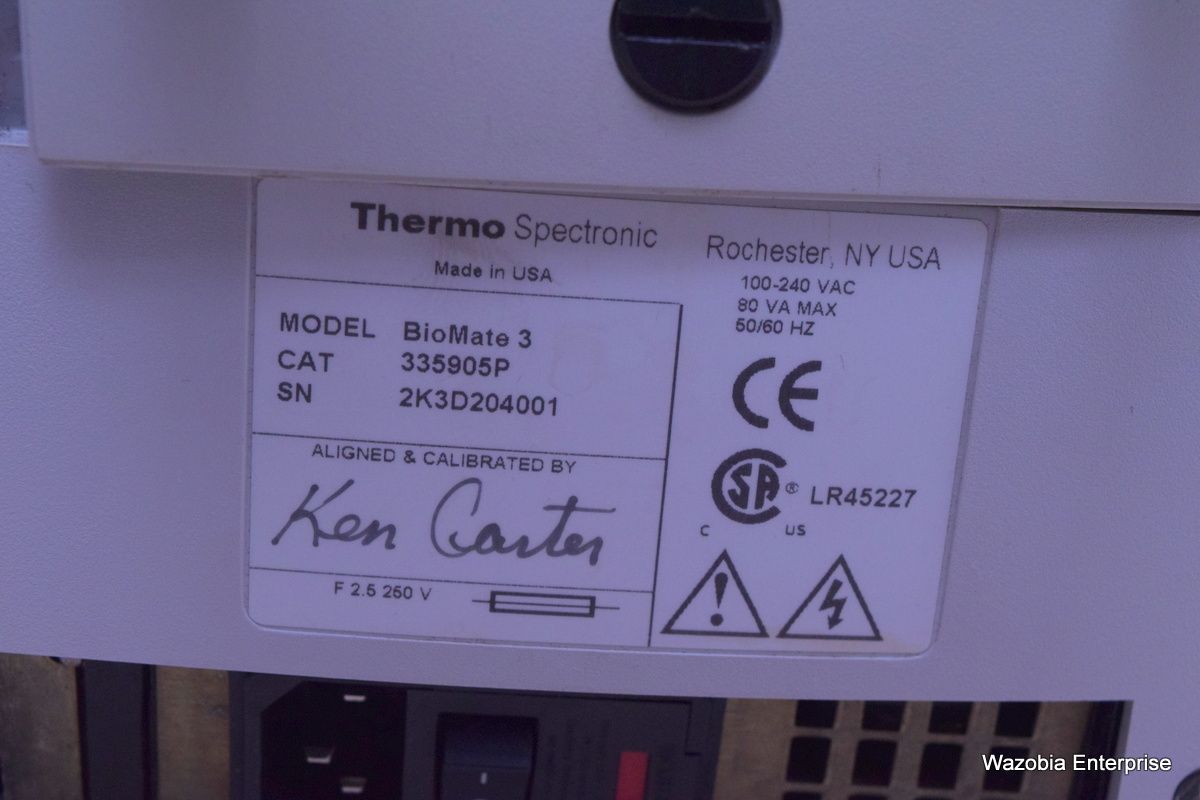 Thermo Spectronic
Made in USA
Rochester, NY USA
100-240 VAC
80 VA MAX
50/60 HZ
MODEL BioMate 3
CAT 335905P
SN 2K3D204001
ALIGNED & CALIBRATED BY
Ken Carter
F 2.5 250 V
CE
CSA ® LR45227
C US
Wazobia Enterprise